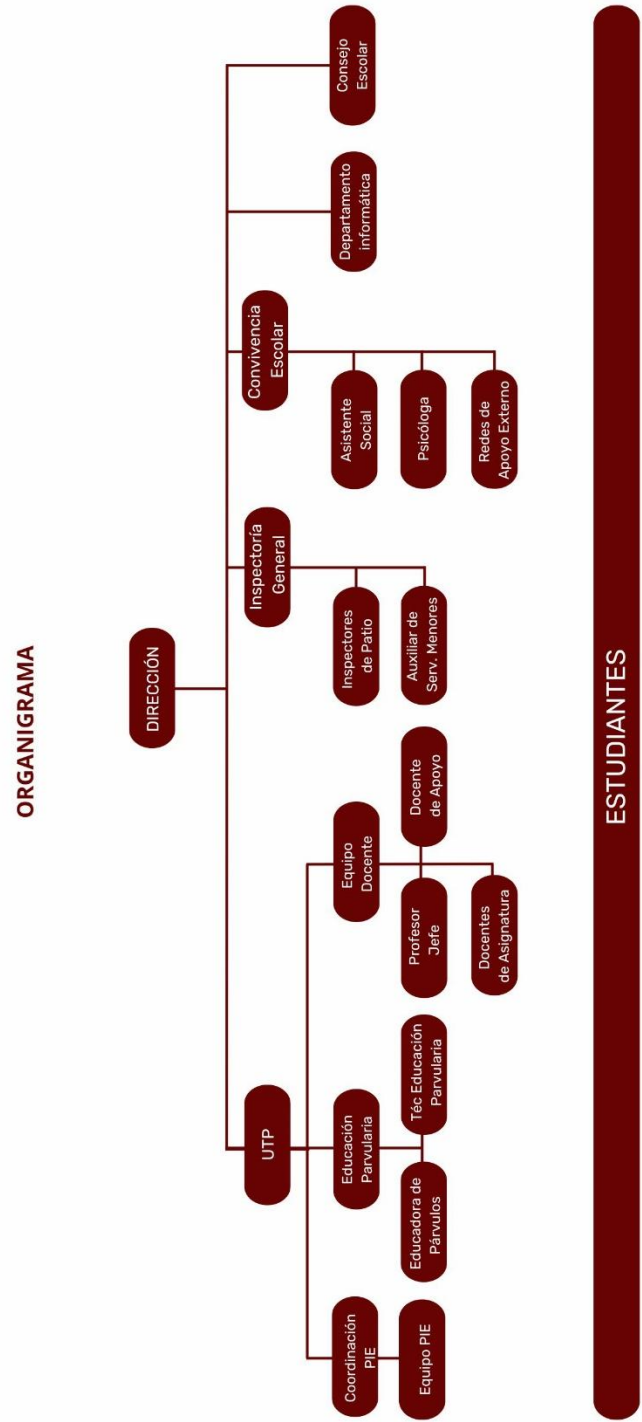 ORGANIGRAMA
DIRECCIÓN
UTP
Inspectoría
General
Convivencia
Escolar
Departamento
informática
Consejo
Escolar
Coordinación
PIE
Equipo PIE
Educación
Parvularia
Educadora de
Párvulos
Téc Educación
Parvularia
Equipo
Docente
Profesor
Jefe
Docente
de Apoyo
Docentes
de Asignatura
Inspectores
de Patio
Auxiliar de
Serv. Menores
Asistente
Social
Psicóloga
Redes de
Apoyo Externo
ESTUDIANTES